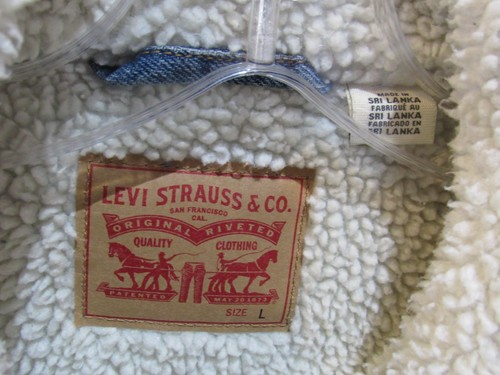 MADE IN
SRI LANKA
FABRIQUÉ AU
SRI LANKA
FABRICADO EN
SRI LANKA
LEVI STRAUSS & CO.
SAN FRANCISCO
CAL.
ORIGINAL RIVETED
QUALITY CLOTHING
PATENTED MAY 20 1873
SIZE L